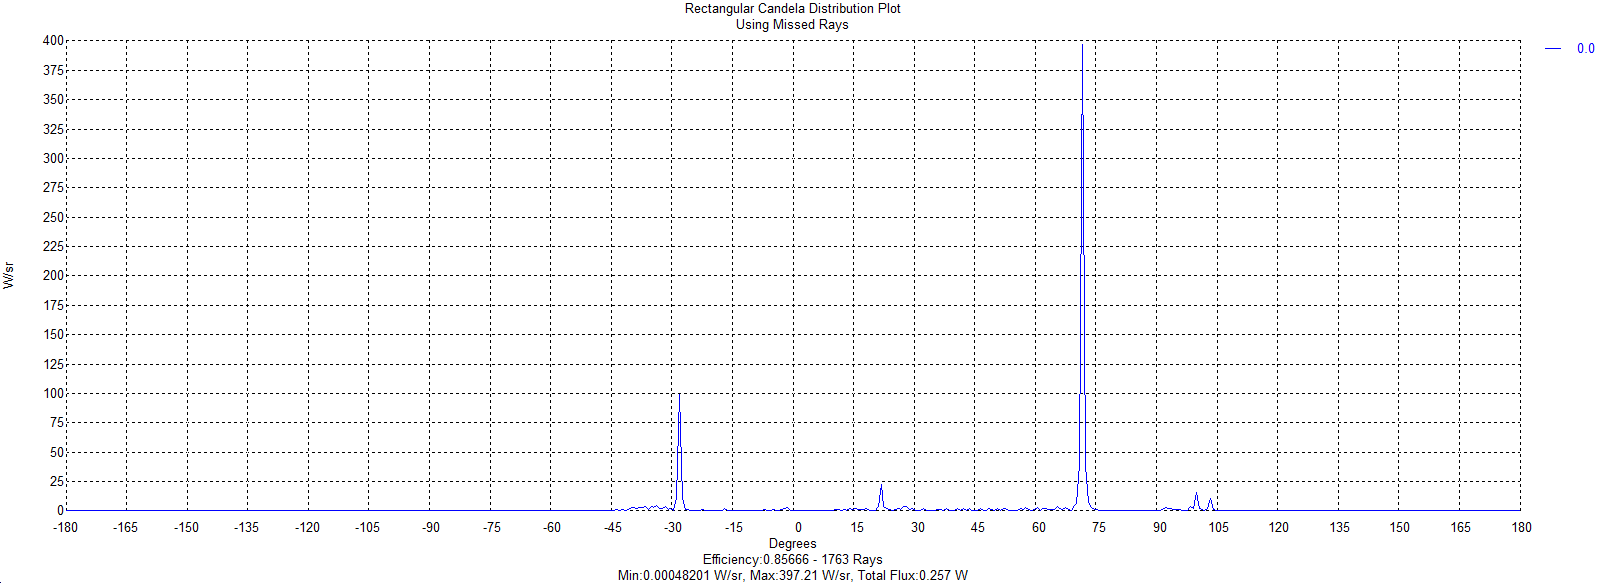 Rectangular Candela Distribution Plot
Using Missed Rays
400
375
350
325
300
275
250
225
200
175
150
125
100
75
50
25
0
W/sr
-180 -165 -150 -135 -120 -105 -90 -75 -60 -45 -30 -15 0 15 30 45 60 75 90 105 120 135 150 165 180
Degrees
Efficiency:0.85666 - 1763 Rays
Min:0.00048201 W/sr, Max:397.21 W/sr, Total Flux:0.257 W
0.0